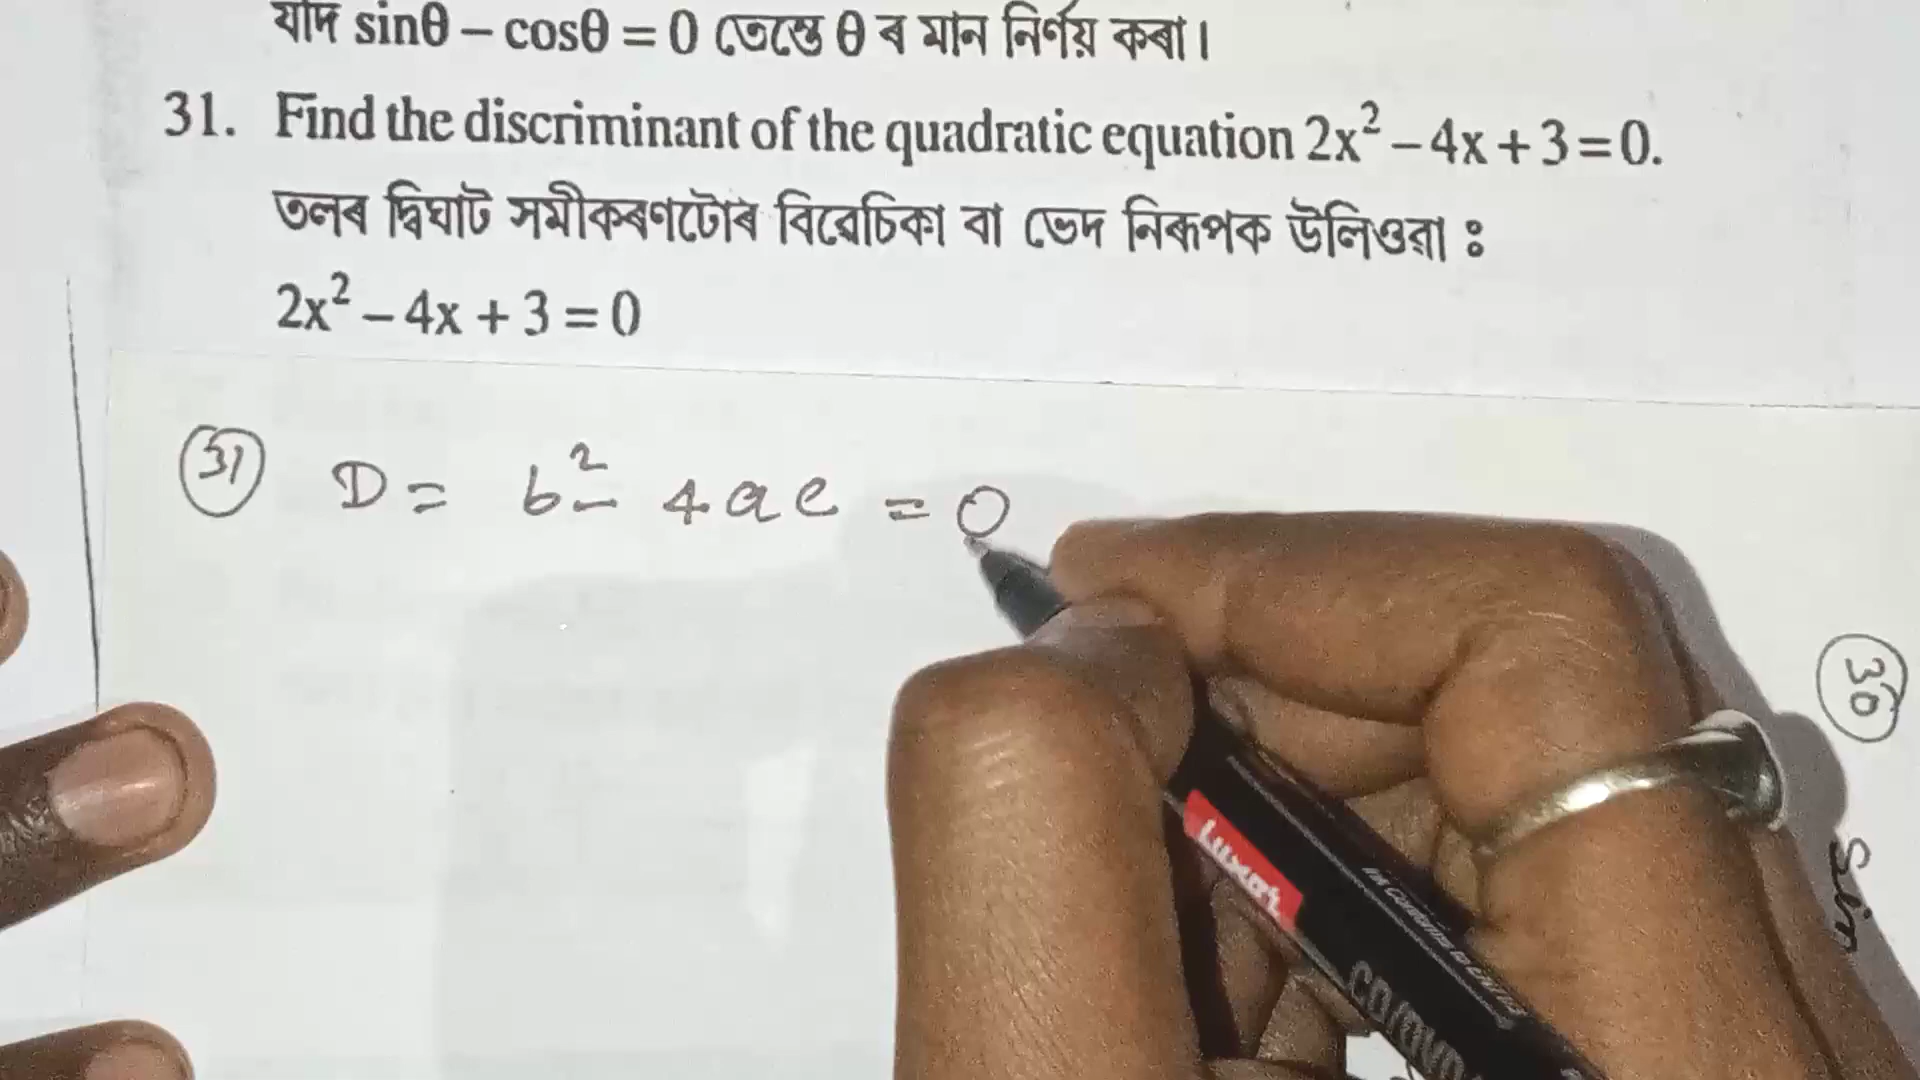 যদি sinθ – cosθ = 0 তেন্তে θ ৰ মান নিৰ্ণয় কৰা।
31. Find the discriminant of the quadratic equation 2x² – 4x + 3 = 0.
তলৰ দ্বিঘাট সমীকৰণটোৰ বিৱেচিকা বা ভেদ নিৰূপক উলিওৱা ঃ
2x² – 4x + 3 = 0
31 D = b² - 4ac = 0
36
Sin
Luxor